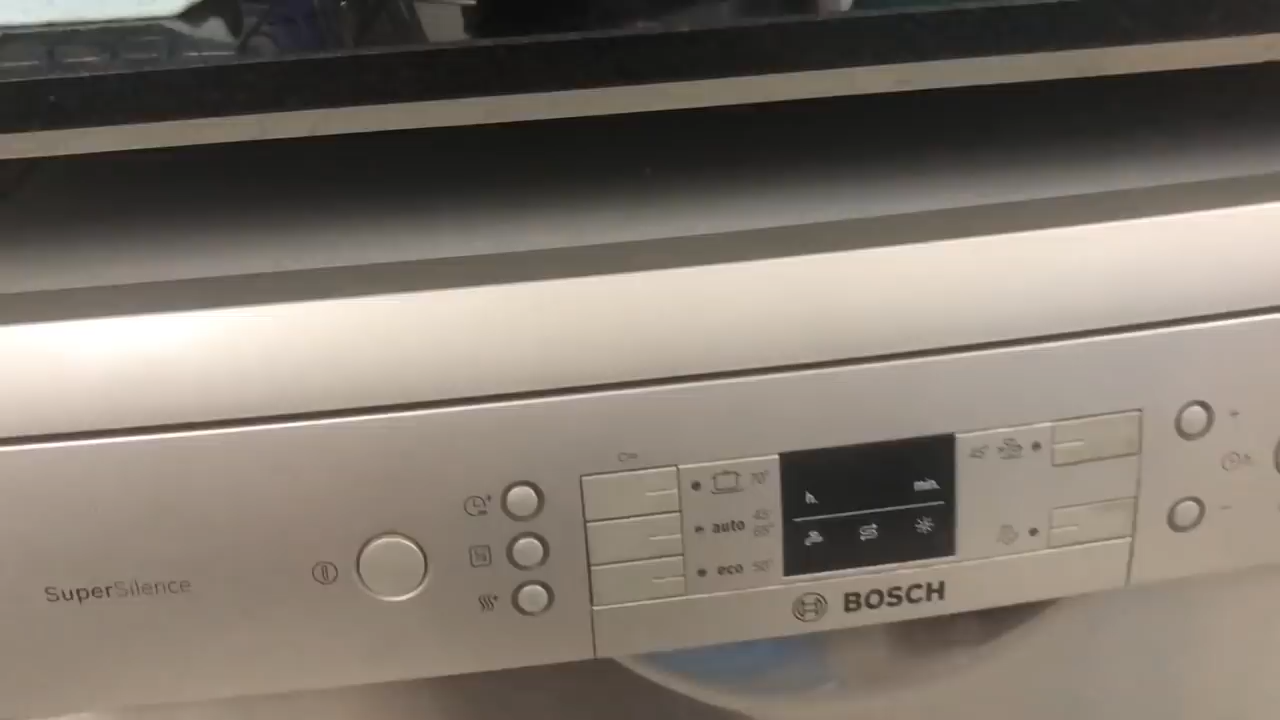 SuperSilence
70°
auto 45° 65°
eco 50°
h. min.
45°
BOSCH
+
-